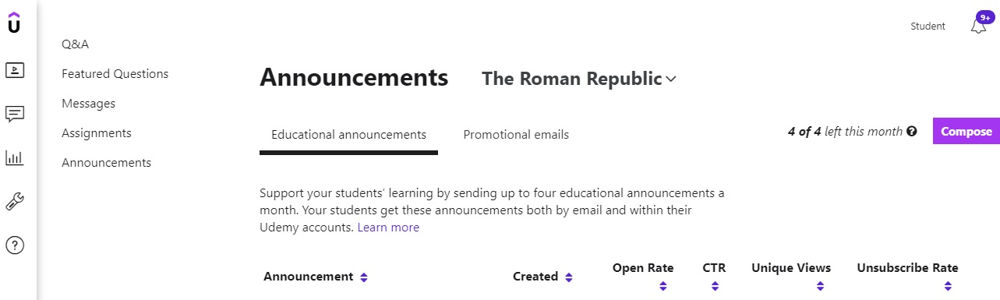 Student
9+
Q&A
Featured Questions
Messages
Assignments
Announcements
Announcements
The Roman Republic
Educational announcements
Promotional emails
4 of 4 left this month
Compose
Support your students’ learning by sending up to four educational announcements a
month. Your students get these announcements both by email and within their
Udemy accounts. Learn more
Announcement
Created
Open Rate
CTR
Unique Views
Unsubscribe Rate